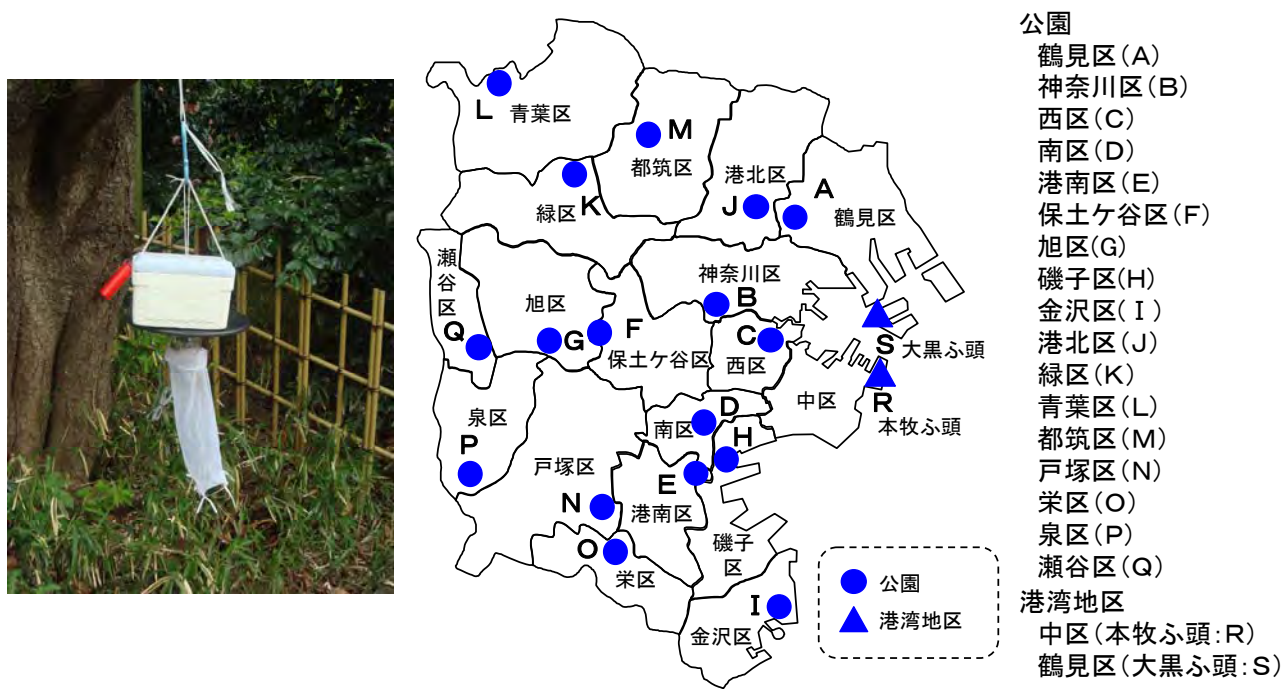 L
青葉区
M
都筑区
K
緑区
港北区
J
A
鶴見区
瀬谷区
Q
旭区
G
F
保土ケ谷区
神奈川区
B
C
西区
S
大黒ふ頭
R
本牧ふ頭
中区
泉区
P
D
南区
H
戸塚区
N
E
港南区
O
栄区
磯子区
I
金沢区
公園
港湾地区
公園
鶴見区(A)
神奈川区(B)
西区(C)
南区(D)
港南区(E)
保土ケ谷区(F)
旭区(G)
磯子区(H)
金沢区(I)
港北区(J)
緑区(K)
青葉区(L)
都筑区(M)
戸塚区(N)
栄区(O)
泉区(P)
瀬谷区(Q)
港湾地区
中区(本牧ふ頭:R)
鶴見区(大黒ふ頭:S)